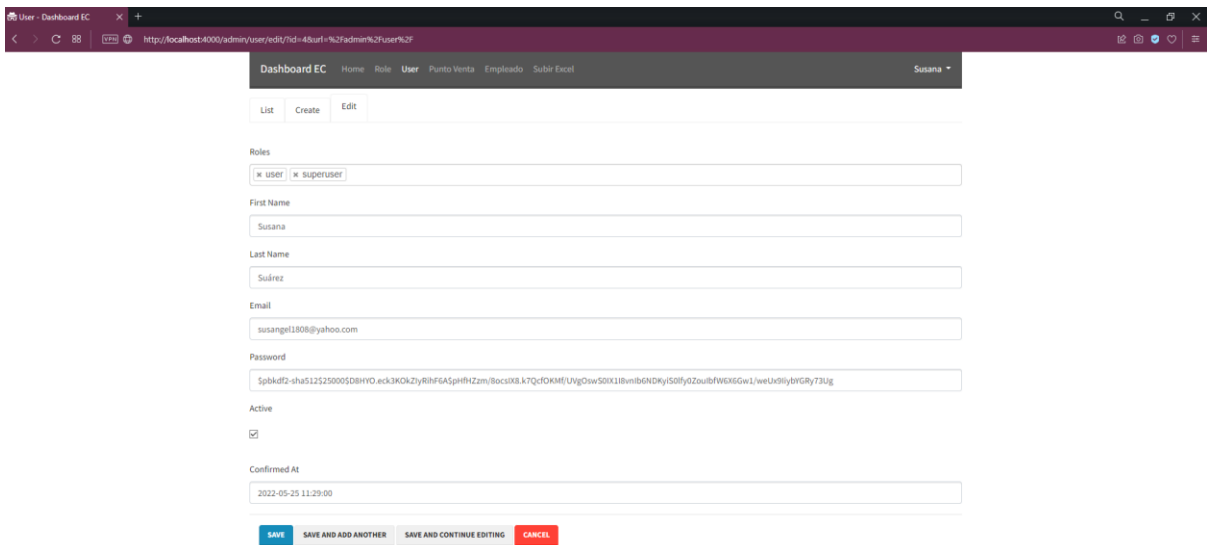 User - Dashboard EC
VPN http://localhost:4000/admin/user/edit/?id=4&url=%2Fadmin%2Fuser%2F
Dashboard EC Home Role User Punto Venta Empleado Subir Excel Susana
List Create Edit
Roles
× user × superuser
First Name
Susana
Last Name
Suárez
Email
susangel1808@yahoo.com
Password
Active
Confirmed At
2022-05-25 11:29:00
SAVE SAVE AND ADD ANOTHER SAVE AND CONTINUE EDITING CANCEL